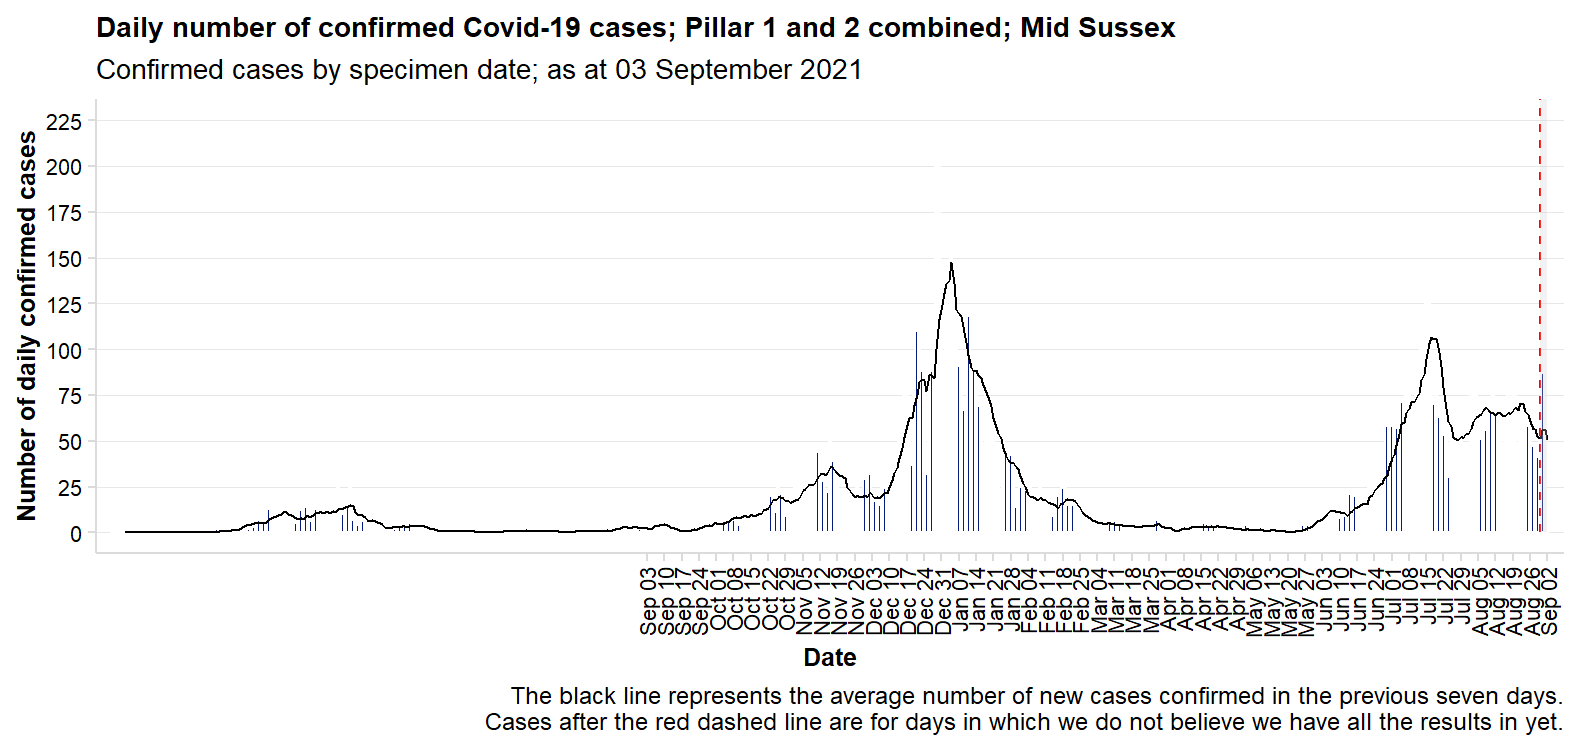 Daily number of confirmed Covid-19 cases; Pillar 1 and 2 combined; Mid Sussex
Confirmed cases by specimen date; as at 03 September 2021
Number of daily confirmed cases
225
200
175
150
125
100
75
50
25
0
Sep 03
Sep 10
Sep 17
Sep 24
Oct 01
Oct 08
Oct 15
Oct 22
Oct 29
Nov 05
Nov 12
Nov 19
Nov 26
Dec 03
Dec 10
Dec 17
Dec 24
Dec 31
Jan 07
Jan 14
Jan 21
Jan 28
Feb 04
Feb 11
Feb 18
Feb 25
Mar 04
Mar 11
Mar 18
Mar 25
Apr 01
Apr 08
Apr 15
Apr 22
Apr 29
May 06
May 13
May 20
May 27
Jun 03
Jun 10
Jun 17
Jun 24
Jul 01
Jul 08
Jul 15
Jul 22
Jul 29
Aug 05
Aug 12
Aug 19
Aug 26
Sep 02
Date
The black line represents the average number of new cases confirmed in the previous seven days.
Cases after the red dashed line are for days in which we do not believe we have all the results in yet.